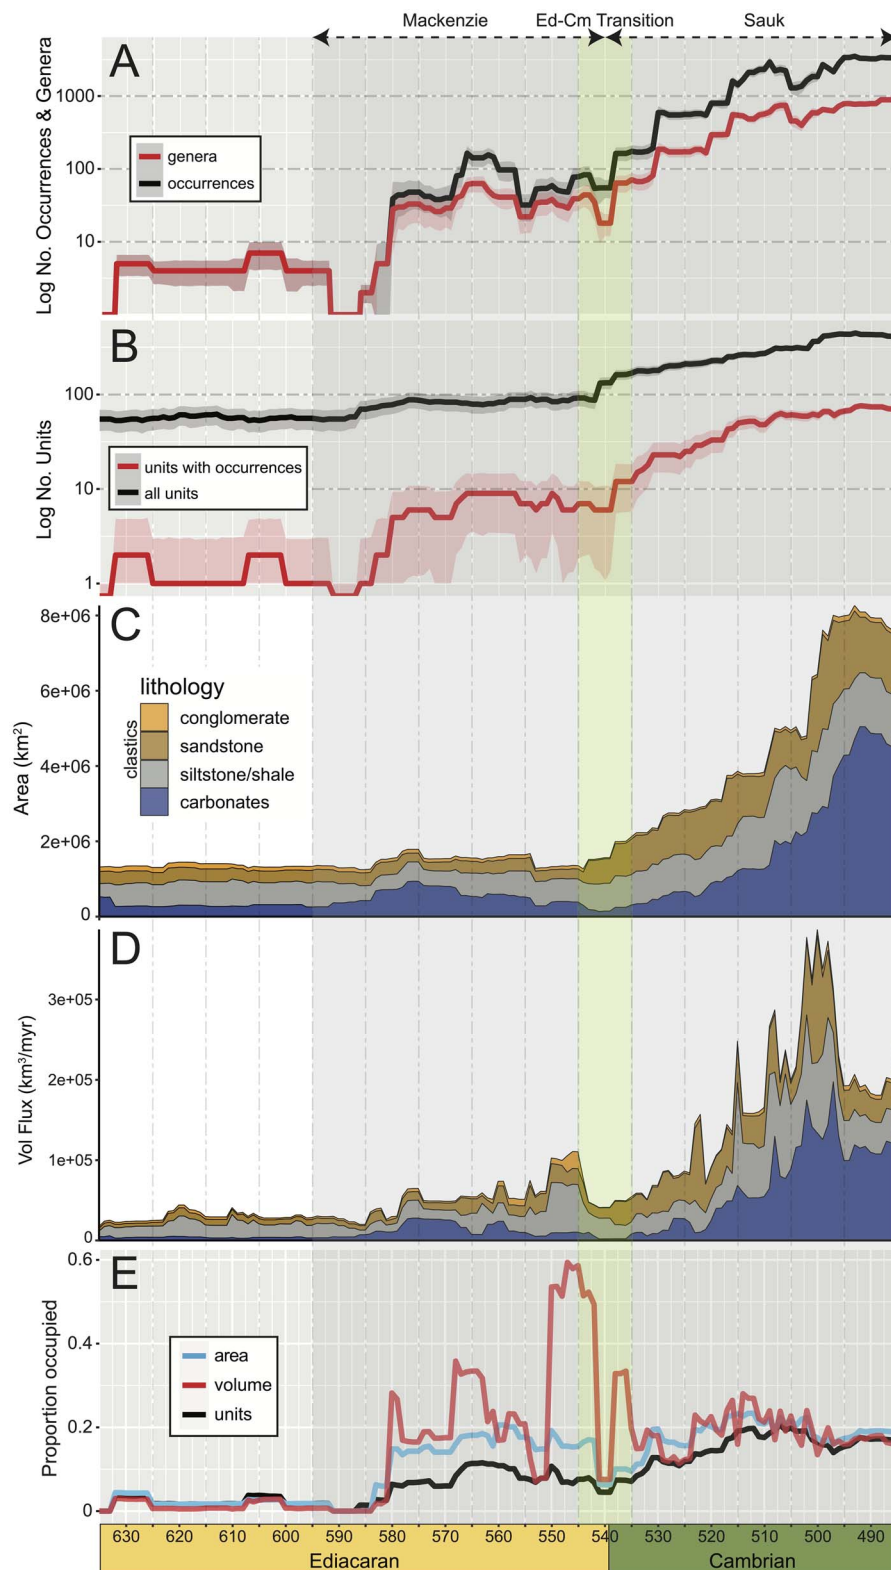 Mackenzie Ed-Cm Transition Sauk
A
Log No. Occurrences & Genera
1000
100
10
genera
occurrences
B
Log No. Units
100
10
1
units with occurrences
all units
C
Area (km²)
8e+06
6e+06
4e+06
2e+06
0
lithology
clastics
conglomerate
sandstone
siltstone/shale
carbonates
D
Vol Flux (km³/myr)
3e+05
2e+05
1e+05
0
E
Proportion occupied
0.6
0.4
0.2
0
area
volume
units
630 620 610 600 590 580 570 560 550 540 530 520 510 500 490
Ediacaran Cambrian